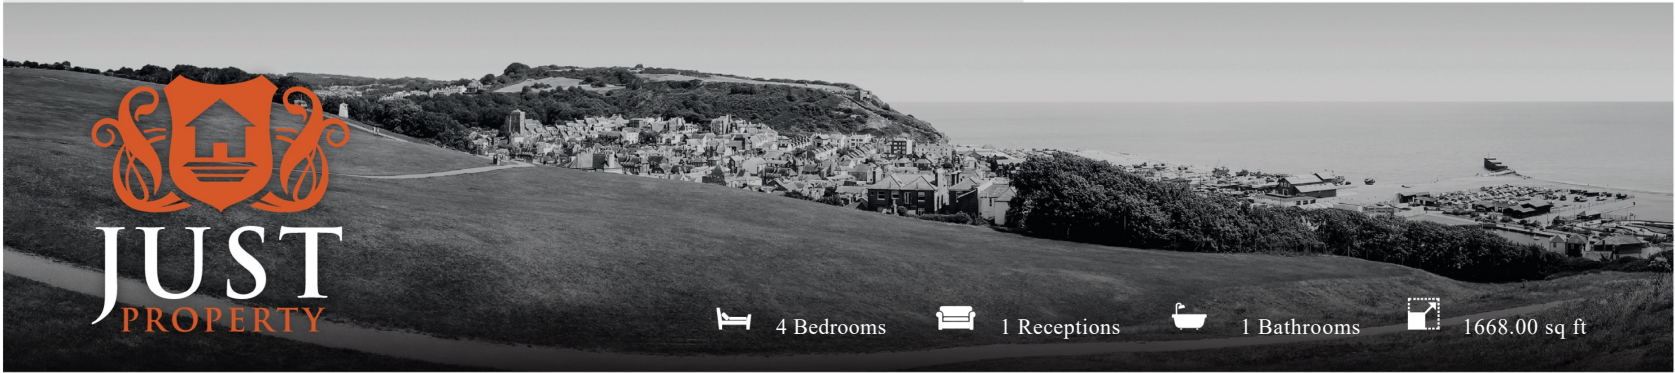 JUST
PROPERTY
4 Bedrooms 1 Receptions 1 Bathrooms 1668.00 sq ft